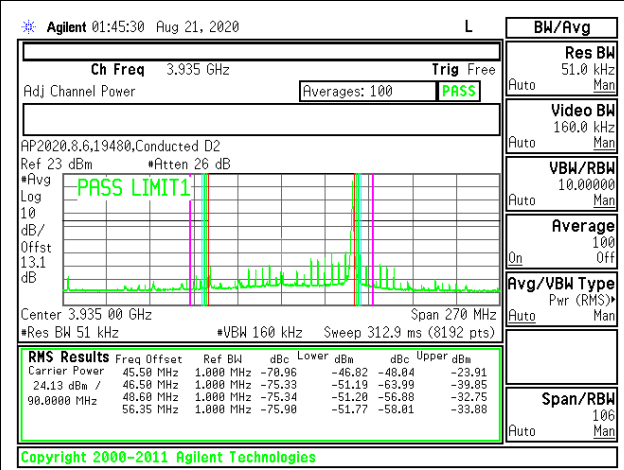 Agilent 01:45:30 Aug 21, 2020 L
BW/Avg
Ch Freq 3.935 GHz Trig Free
Adj Channel Power Averages: 100 PASS
AP2020.8.6,19480,Conducted D2
Ref 23 dBm #Atten 26 dB
#Avg
Log
10
dB/
Offst
13.1
dB
PASS LIMIT1
Center 3.935 00 GHz Span 270 MHz
#Res BW 51 kHz #VBW 160 kHz Sweep 312.9 ms (8192 pts)
RMS Results Freq Offset Ref BW dBc Lower dBm dBc Upper dBm
Carrier Power 45.50 MHz 1.000 MHz -70.96 -46.82 -48.04 -23.91
24.13 dBm / 46.50 MHz 1.000 MHz -75.33 -51.19 -63.99 -39.85
90.0000 MHz 48.60 MHz 1.000 MHz -75.34 -51.20 -56.88 -32.75
56.35 MHz 1.000 MHz -75.90 -51.77 -58.01 -33.88
Copyright 2000-2011 Agilent Technologies
Res BW
51.0 kHz
Auto Man
Video BW
160.0 kHz
Auto Man
VBW/RBW
10.00000
Auto Man
Average
100
On Off
Avg/VBW Type
Pwr (RMS)▸
Auto Man
Span/RBW
106
Auto Man